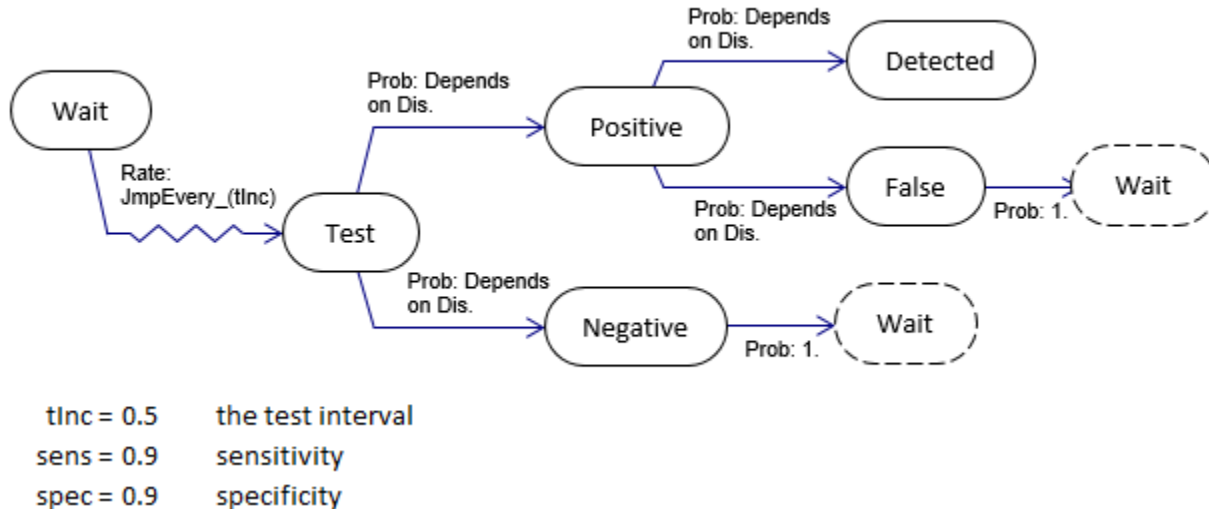 Prob: Depends
on Dis.
Detected
Wait
Prob: Depends
on Dis.
Positive
Rate:
JmpEvery_(tInc)
False
Wait
Prob: Depends
on Dis.
Prob: 1.
Test
Prob: Depends
on Dis.
Negative
Wait
Prob: 1.
tInc = 0.5 the test interval
sens = 0.9 sensitivity
spec = 0.9 specificity